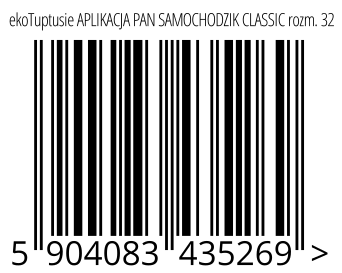 ekoTuptusie APLIKACJA PAN SAMOCHODZIK CLASSIC rozm. 32
5 904083 435269 >